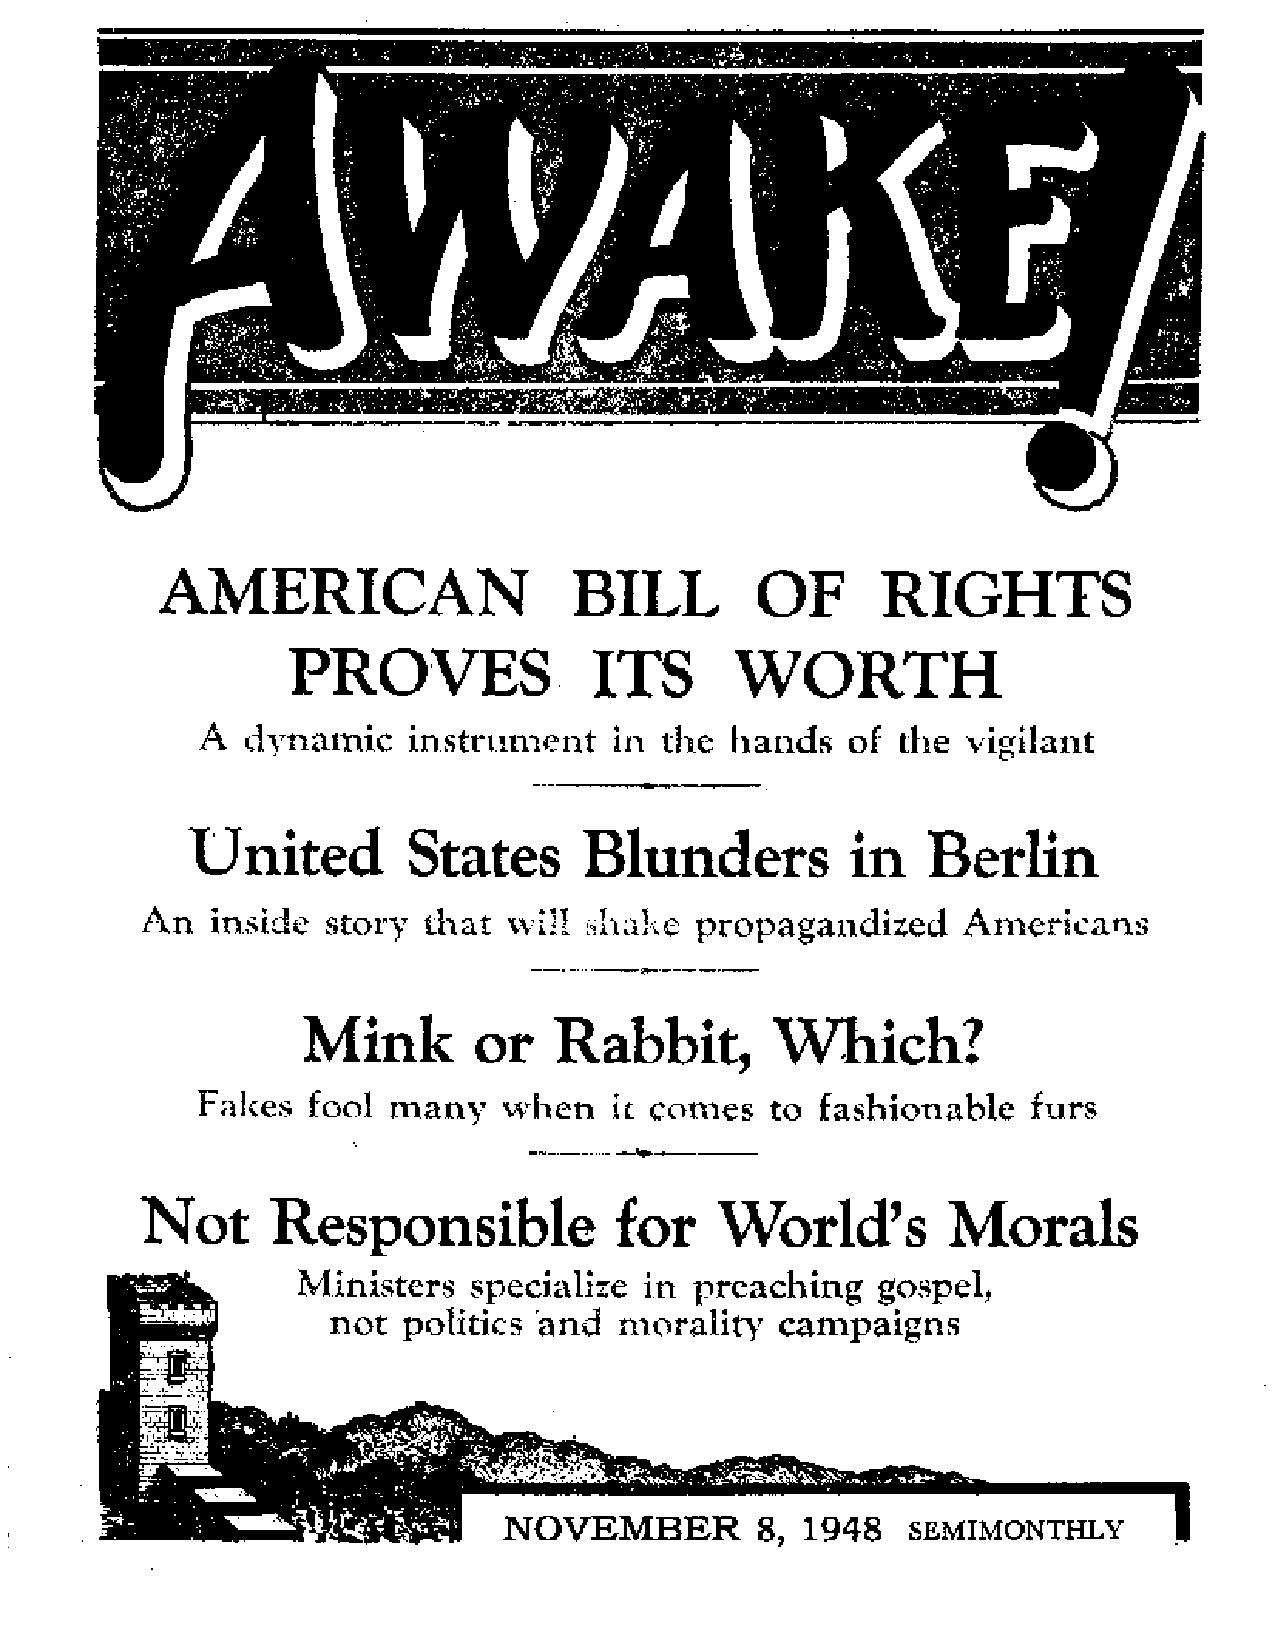 AWAKE!
AMERICAN BILL OF RIGHTS
PROVES ITS WORTH
A dynamic instrument in the hands of the vigilant
United States Blunders in Berlin
An inside story that will shake propagandized Americans
Mink or Rabbit, Which?
Fakes fool many when it comes to fashionable furs
Not Responsible for World's Morals
Ministers specialize in preaching gospel,
not politics and morality campaigns
NOVEMBER 8, 1948 SEMIMONTHLY